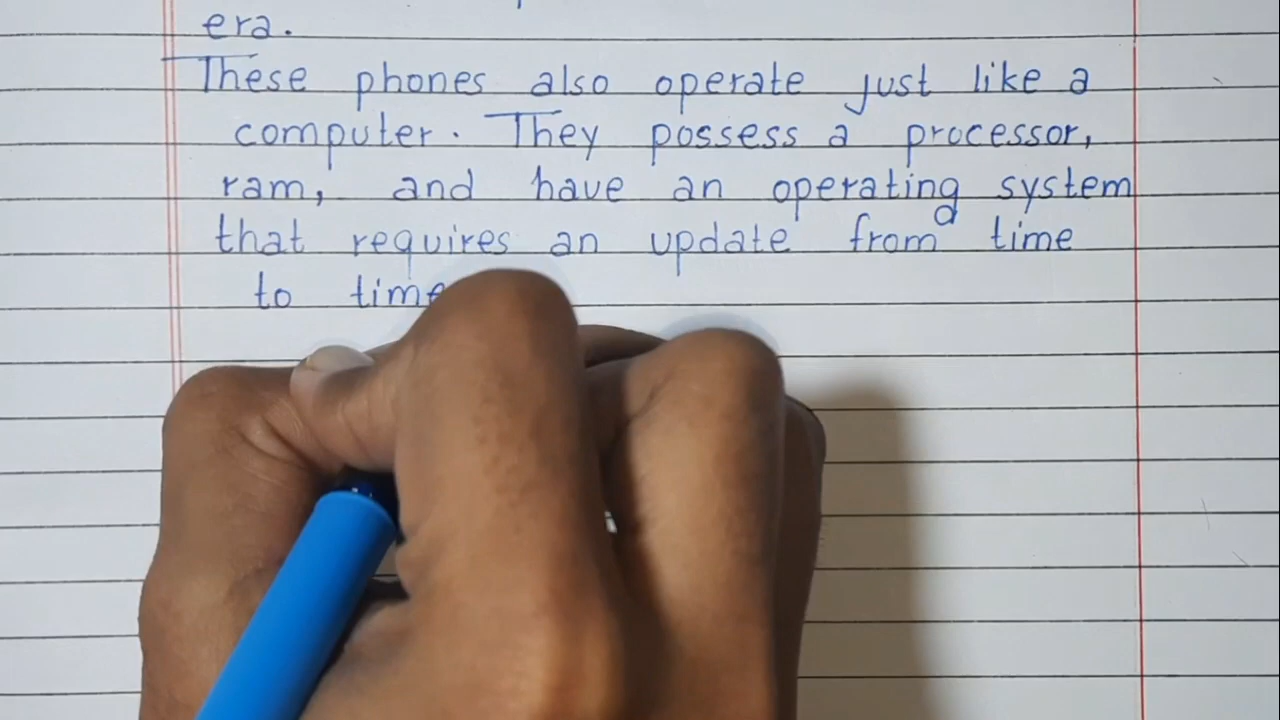 era.
These phones also operate just like a
computer. They possess a processor,
ram, and have an operating system
that requires an update from time
to time